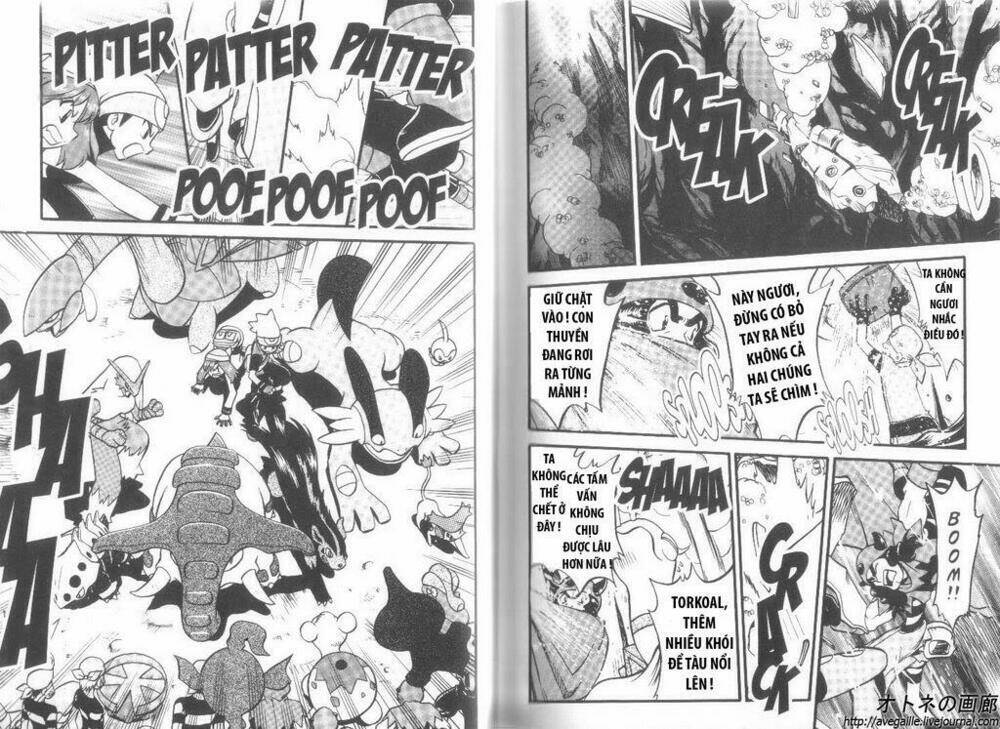 CREAK
CREAK
TA KHÔNG
CẦN
NGƯƠI
NHẮC
ĐIỀU ĐÓ !
NÀY NGƯƠI,
ĐỪNG CÓ BỎ
TAY RA NẾU
KHÔNG CẢ
HAI CHÚNG
TA SẼ CHÌM !
GIỮ CHẶT
VÀO ! CON
THUYỀN
ĐANG RƠI
RA TỪNG
MẢNH !
BOOM!!
CRACK
SHAAAA
TORKOAL,
THÊM
NHIỀU KHÓI
ĐỂ TÀU NỔI
LÊN !
CÁC TẤM
VẤN
KHÔNG
CHỊU
ĐƯỢC LÂU
HƠN NỮA !
TA
KHÔNG
THỂ
CHẾT Ở
ĐÂY !
PITTER
PATTER
PATTER
POOF
POOF
POOF
オトネの画廊
http://avegaille.livejournal.com